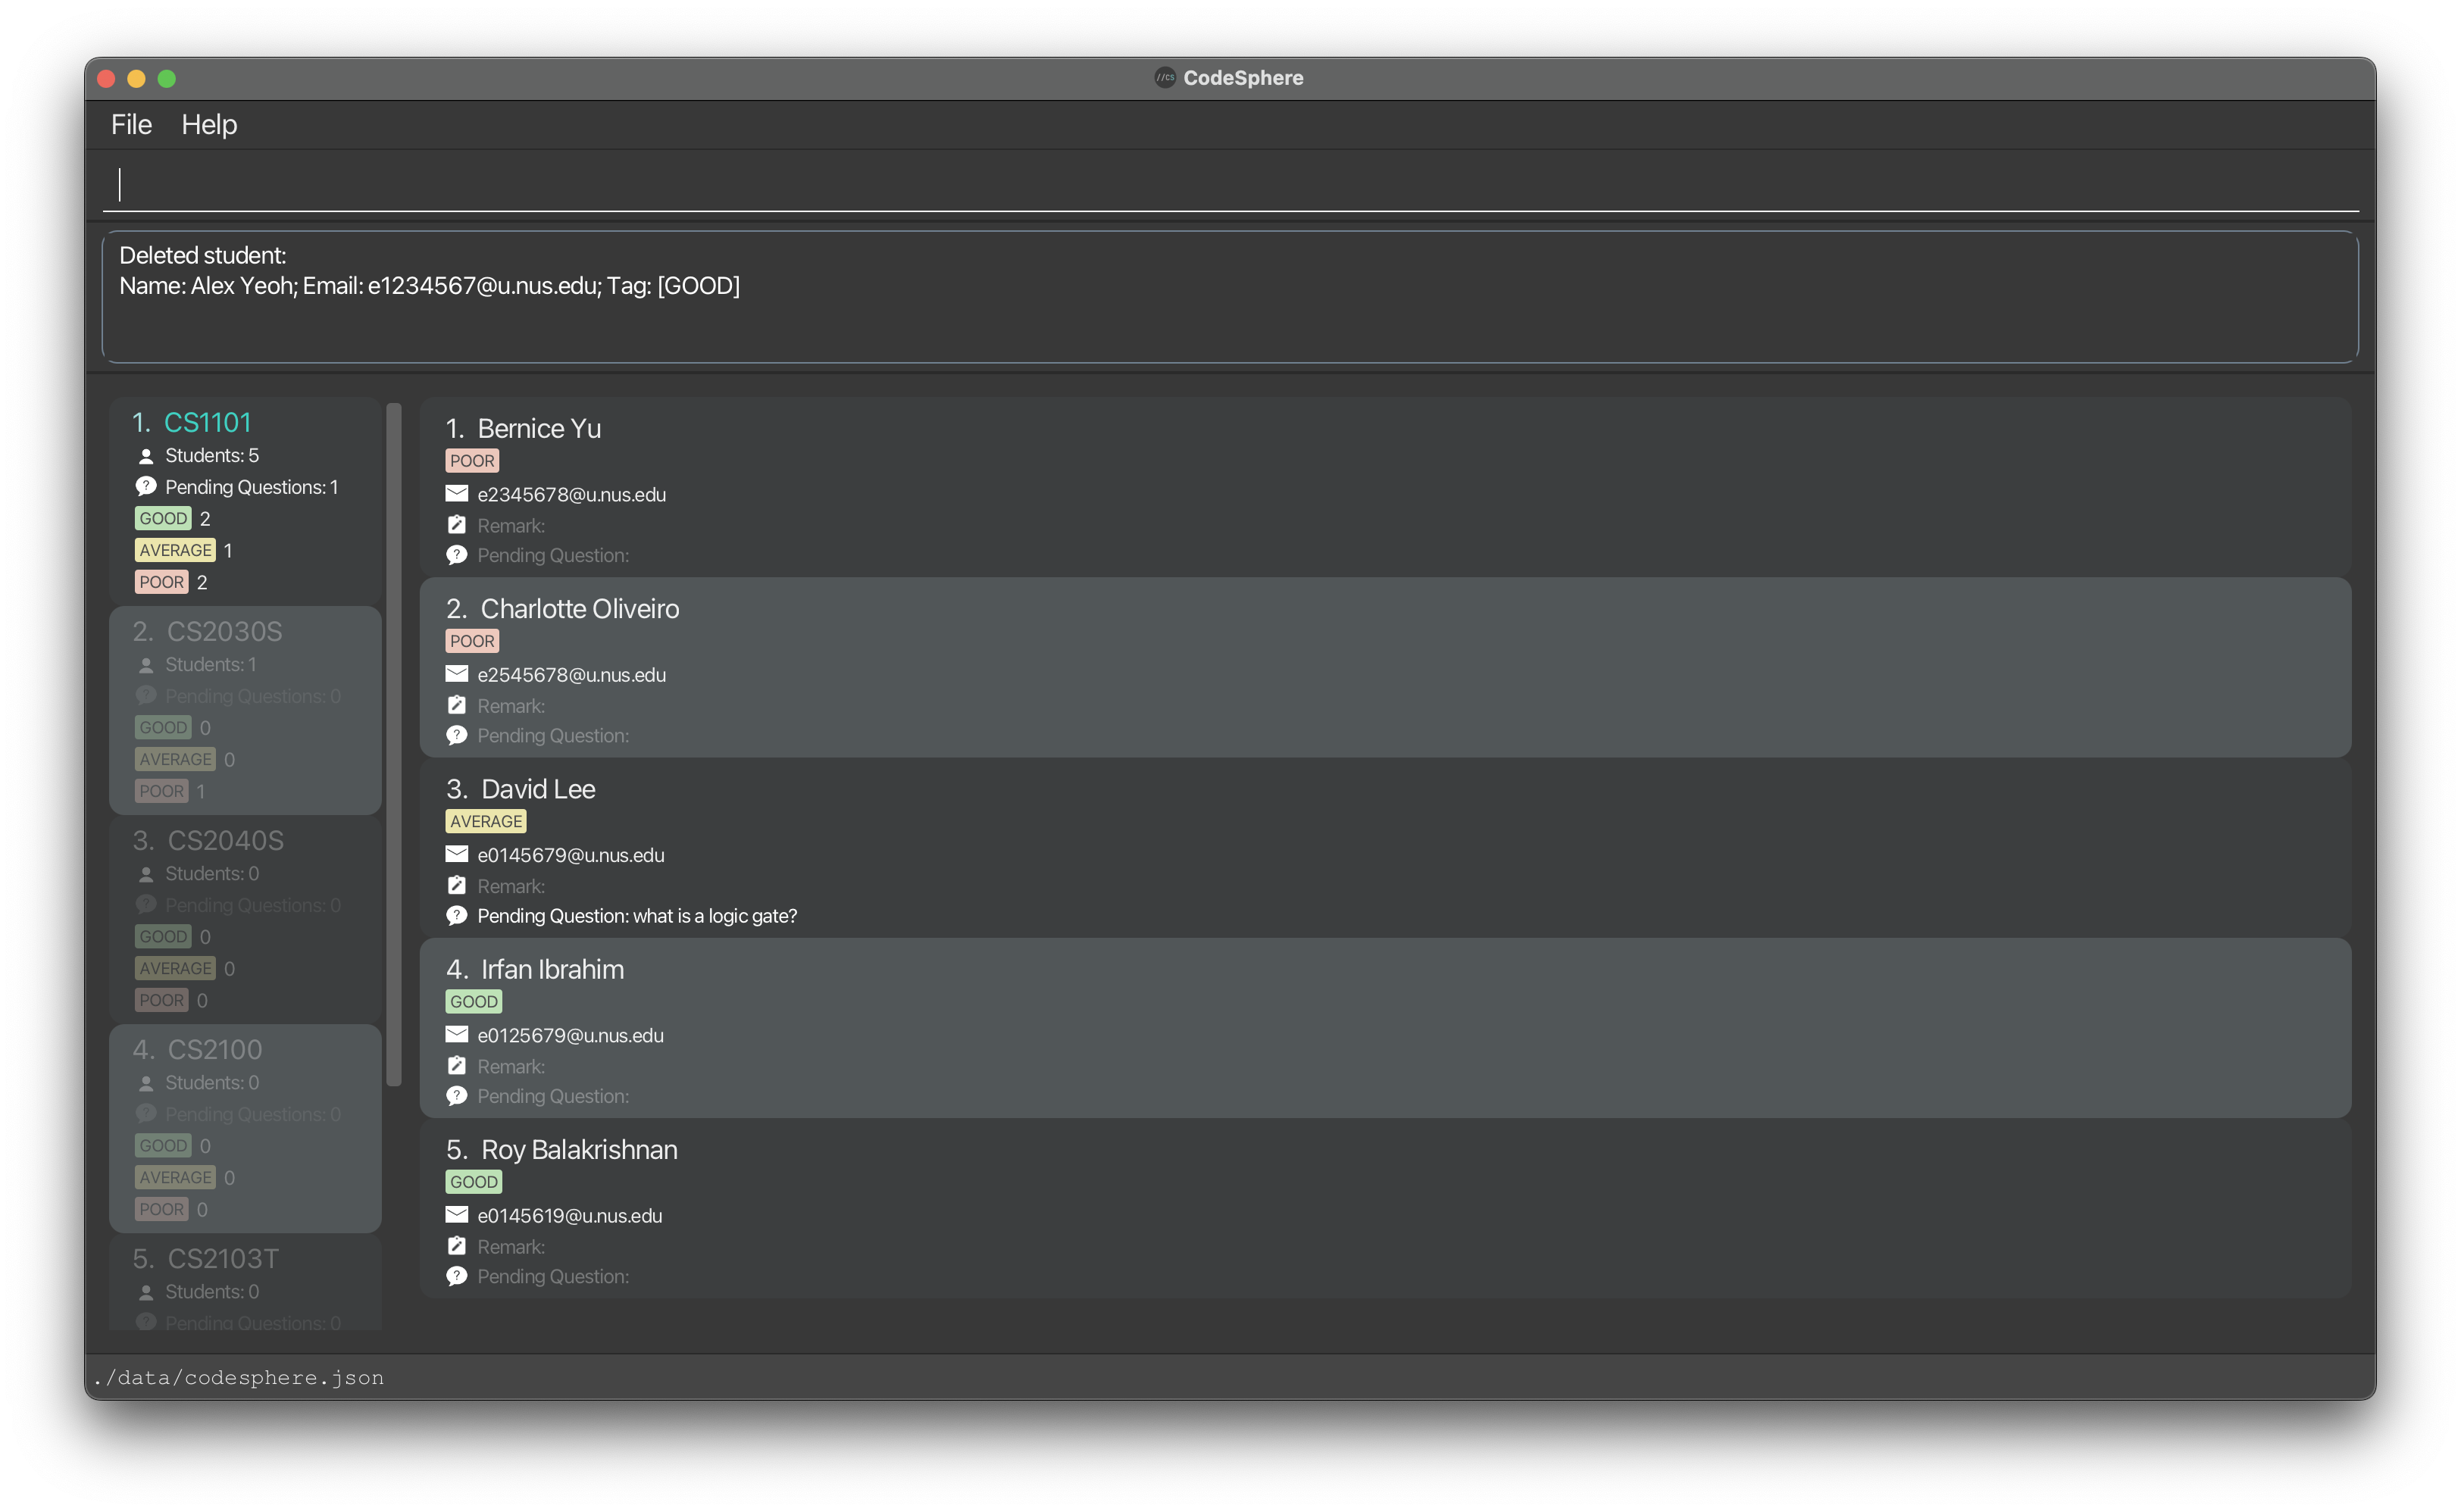 //CS CodeSphere
File Help
Deleted student:
Name: Alex Yeoh; Email: e1234567@u.nus.edu; Tag: [GOOD]
1. CS1101
Students: 5
Pending Questions: 1
GOOD 2
AVERAGE 1
POOR 2
2. CS2030S
Students: 1
Pending Questions: 0
GOOD 0
AVERAGE 0
POOR 1
3. CS2040S
Students: 0
Pending Questions: 0
GOOD 0
AVERAGE 0
POOR 0
4. CS2100
Students: 0
Pending Questions: 0
GOOD 0
AVERAGE 0
POOR 0
5. CS2103T
Students: 0
Pending Questions: 0
1. Bernice Yu
POOR
e2345678@u.nus.edu
Remark:
Pending Question:
2. Charlotte Oliveiro
POOR
e2545678@u.nus.edu
Remark:
Pending Question:
3. David Lee
AVERAGE
e0145679@u.nus.edu
Remark:
Pending Question: what is a logic gate?
4. Irfan Ibrahim
GOOD
e0125679@u.nus.edu
Remark:
Pending Question:
5. Roy Balakrishnan
GOOD
e0145619@u.nus.edu
Remark:
Pending Question:
./data/codesphere.json